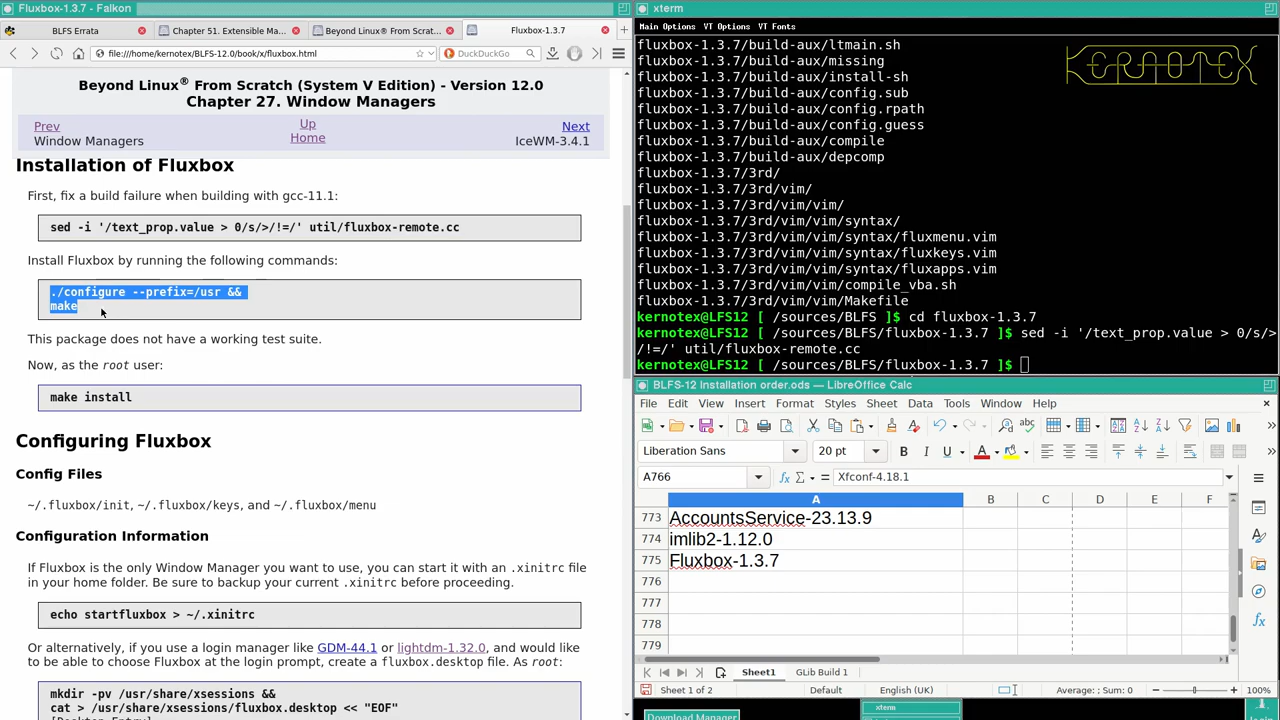 Fluxbox-1.3.7 - Falkon
BLFS Errata
Chapter 51. Extensible Ma...
Beyond Linux® From Scrat...
Fluxbox-1.3.7
file:///home/kernotex/BLFS-12.0/book/x/fluxbox.html
DuckDuckGo
Beyond Linux® From Scratch (System V Edition) - Version 12.0
Chapter 27. Window Managers
Prev
Up
Next
Window Managers
Home
IceWM-3.4.1
Installation of Fluxbox
First, fix a build failure when building with gcc-11.1:
sed -i '/text_prop.value > 0/s/>/!=/' util/fluxbox-remote.cc
Install Fluxbox by running the following commands:
./configure --prefix=/usr &&
make
This package does not have a working test suite.
Now, as the root user:
make install
Configuring Fluxbox
Config Files
~/.fluxbox/init, ~/.fluxbox/keys, and ~/.fluxbox/menu
Configuration Information
If Fluxbox is the only Window Manager you want to use, you can start it with an .xinitrc file
in your home folder. Be sure to backup your current .xinitrc before proceeding.
echo startfluxbox > ~/.xinitrc
Or alternatively, if you use a login manager like GDM-44.1 or lightdm-1.32.0, and would like
to be able to choose Fluxbox at the login prompt, create a fluxbox.desktop file. As root:
mkdir -pv /usr/share/xsessions &&
cat > /usr/share/xsessions/fluxbox.desktop << "EOF"
[Desktop Entry]
xterm
Main Options VT Options VT Fonts
KERNOTEX
fluxbox-1.3.7/build-aux/ltmain.sh
fluxbox-1.3.7/build-aux/missing
fluxbox-1.3.7/build-aux/install-sh
fluxbox-1.3.7/build-aux/config.sub
fluxbox-1.3.7/build-aux/config.rpath
fluxbox-1.3.7/build-aux/config.guess
fluxbox-1.3.7/build-aux/compile
fluxbox-1.3.7/build-aux/depcomp
fluxbox-1.3.7/3rd/
fluxbox-1.3.7/3rd/vim/
fluxbox-1.3.7/3rd/vim/vim/
fluxbox-1.3.7/3rd/vim/vim/syntax/
fluxbox-1.3.7/3rd/vim/vim/syntax/fluxmenu.vim
fluxbox-1.3.7/3rd/vim/vim/syntax/fluxkeys.vim
fluxbox-1.3.7/3rd/vim/vim/syntax/fluxapps.vim
fluxbox-1.3.7/3rd/vim/vim/compile_vba.sh
fluxbox-1.3.7/3rd/vim/vim/Makefile
kernotex@LFS12 [ /sources/BLFS ]$ cd fluxbox-1.3.7
kernotex@LFS12 [ /sources/BLFS/fluxbox-1.3.7 ]$ sed -i '/text_prop.value > 0/s/>
/!=/' util/fluxbox-remote.cc
kernotex@LFS12 [ /sources/BLFS/fluxbox-1.3.7 ]$
BLFS-12 Installation order.ods — LibreOffice Calc
File Edit View Insert Format Styles Sheet Data Tools Window Help
Liberation Sans 20 pt
A766 Xfconf-4.18.1
A B C D E F
773 AccountsService-23.13.9
774 imlib2-1.12.0
775 Fluxbox-1.3.7
776
777
778
779
Sheet1 GLib Build 1
Sheet 1 of 2 Default English (UK) Average: ; Sum: 0 100%
Download Manager
xterm